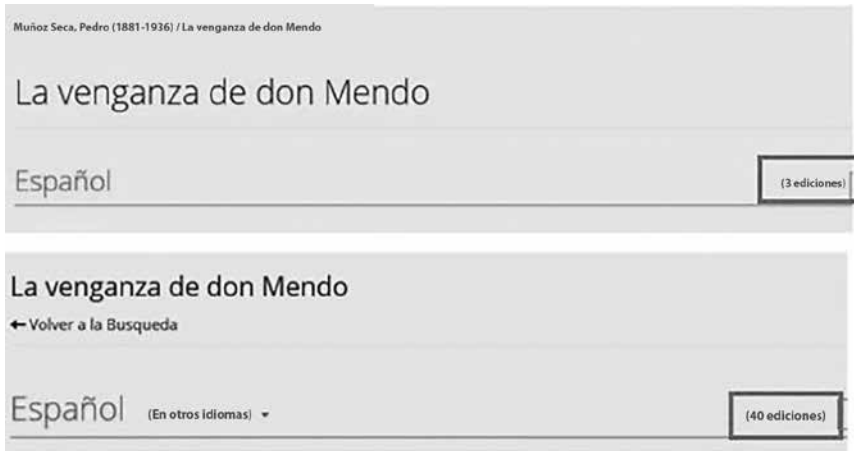 Muñoz Seca, Pedro (1881-1936) / La venganza de don Mendo
La venganza de don Mendo
Español (3 ediciones)
La venganza de don Mendo
←Volver a la Busqueda
Español (En otros idiomas) ▾ (40 ediciones)